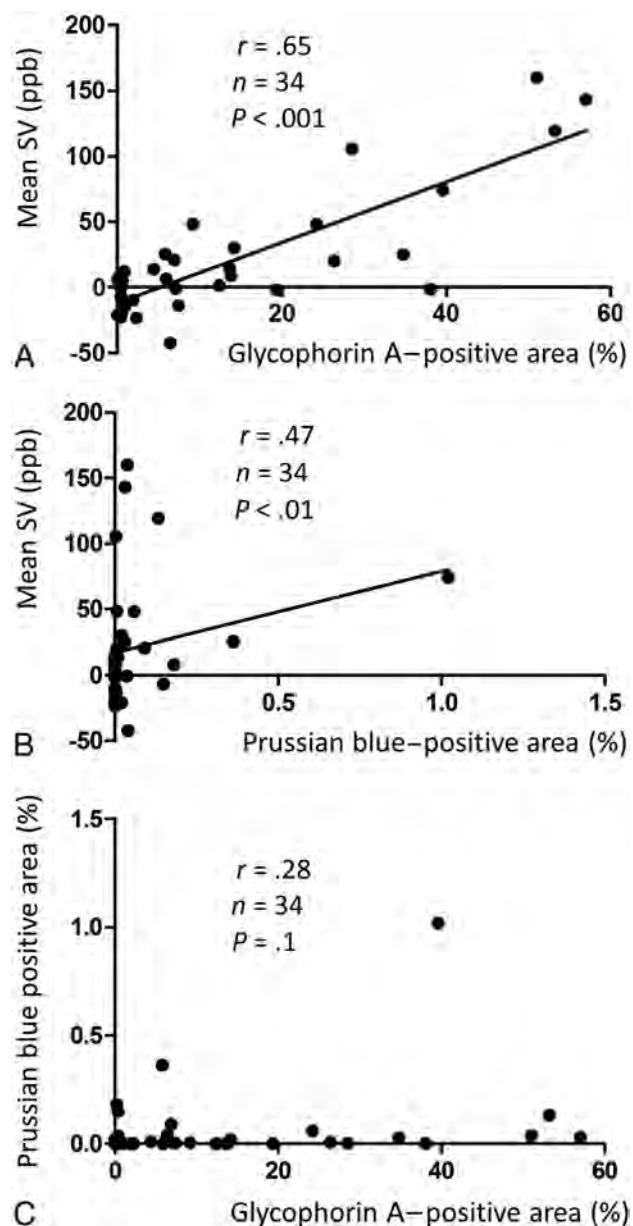 200
150
100
50
0
-50
Mean SV (ppb)
r = .65
n = 34
P < .001
20
40
60
A
Glycophorin A–positive area (%)
200
150
100
50
0
-50
Mean SV (ppb)
r = .47
n = 34
P < .01
0.5
1.0
1.5
B
Prussian blue–positive area (%)
1.5
1.0
0.5
0.0
Prussian blue positive area (%)
r = .28
n = 34
P = .1
0
20
40
60
C
Glycophorin A–positive area (%)